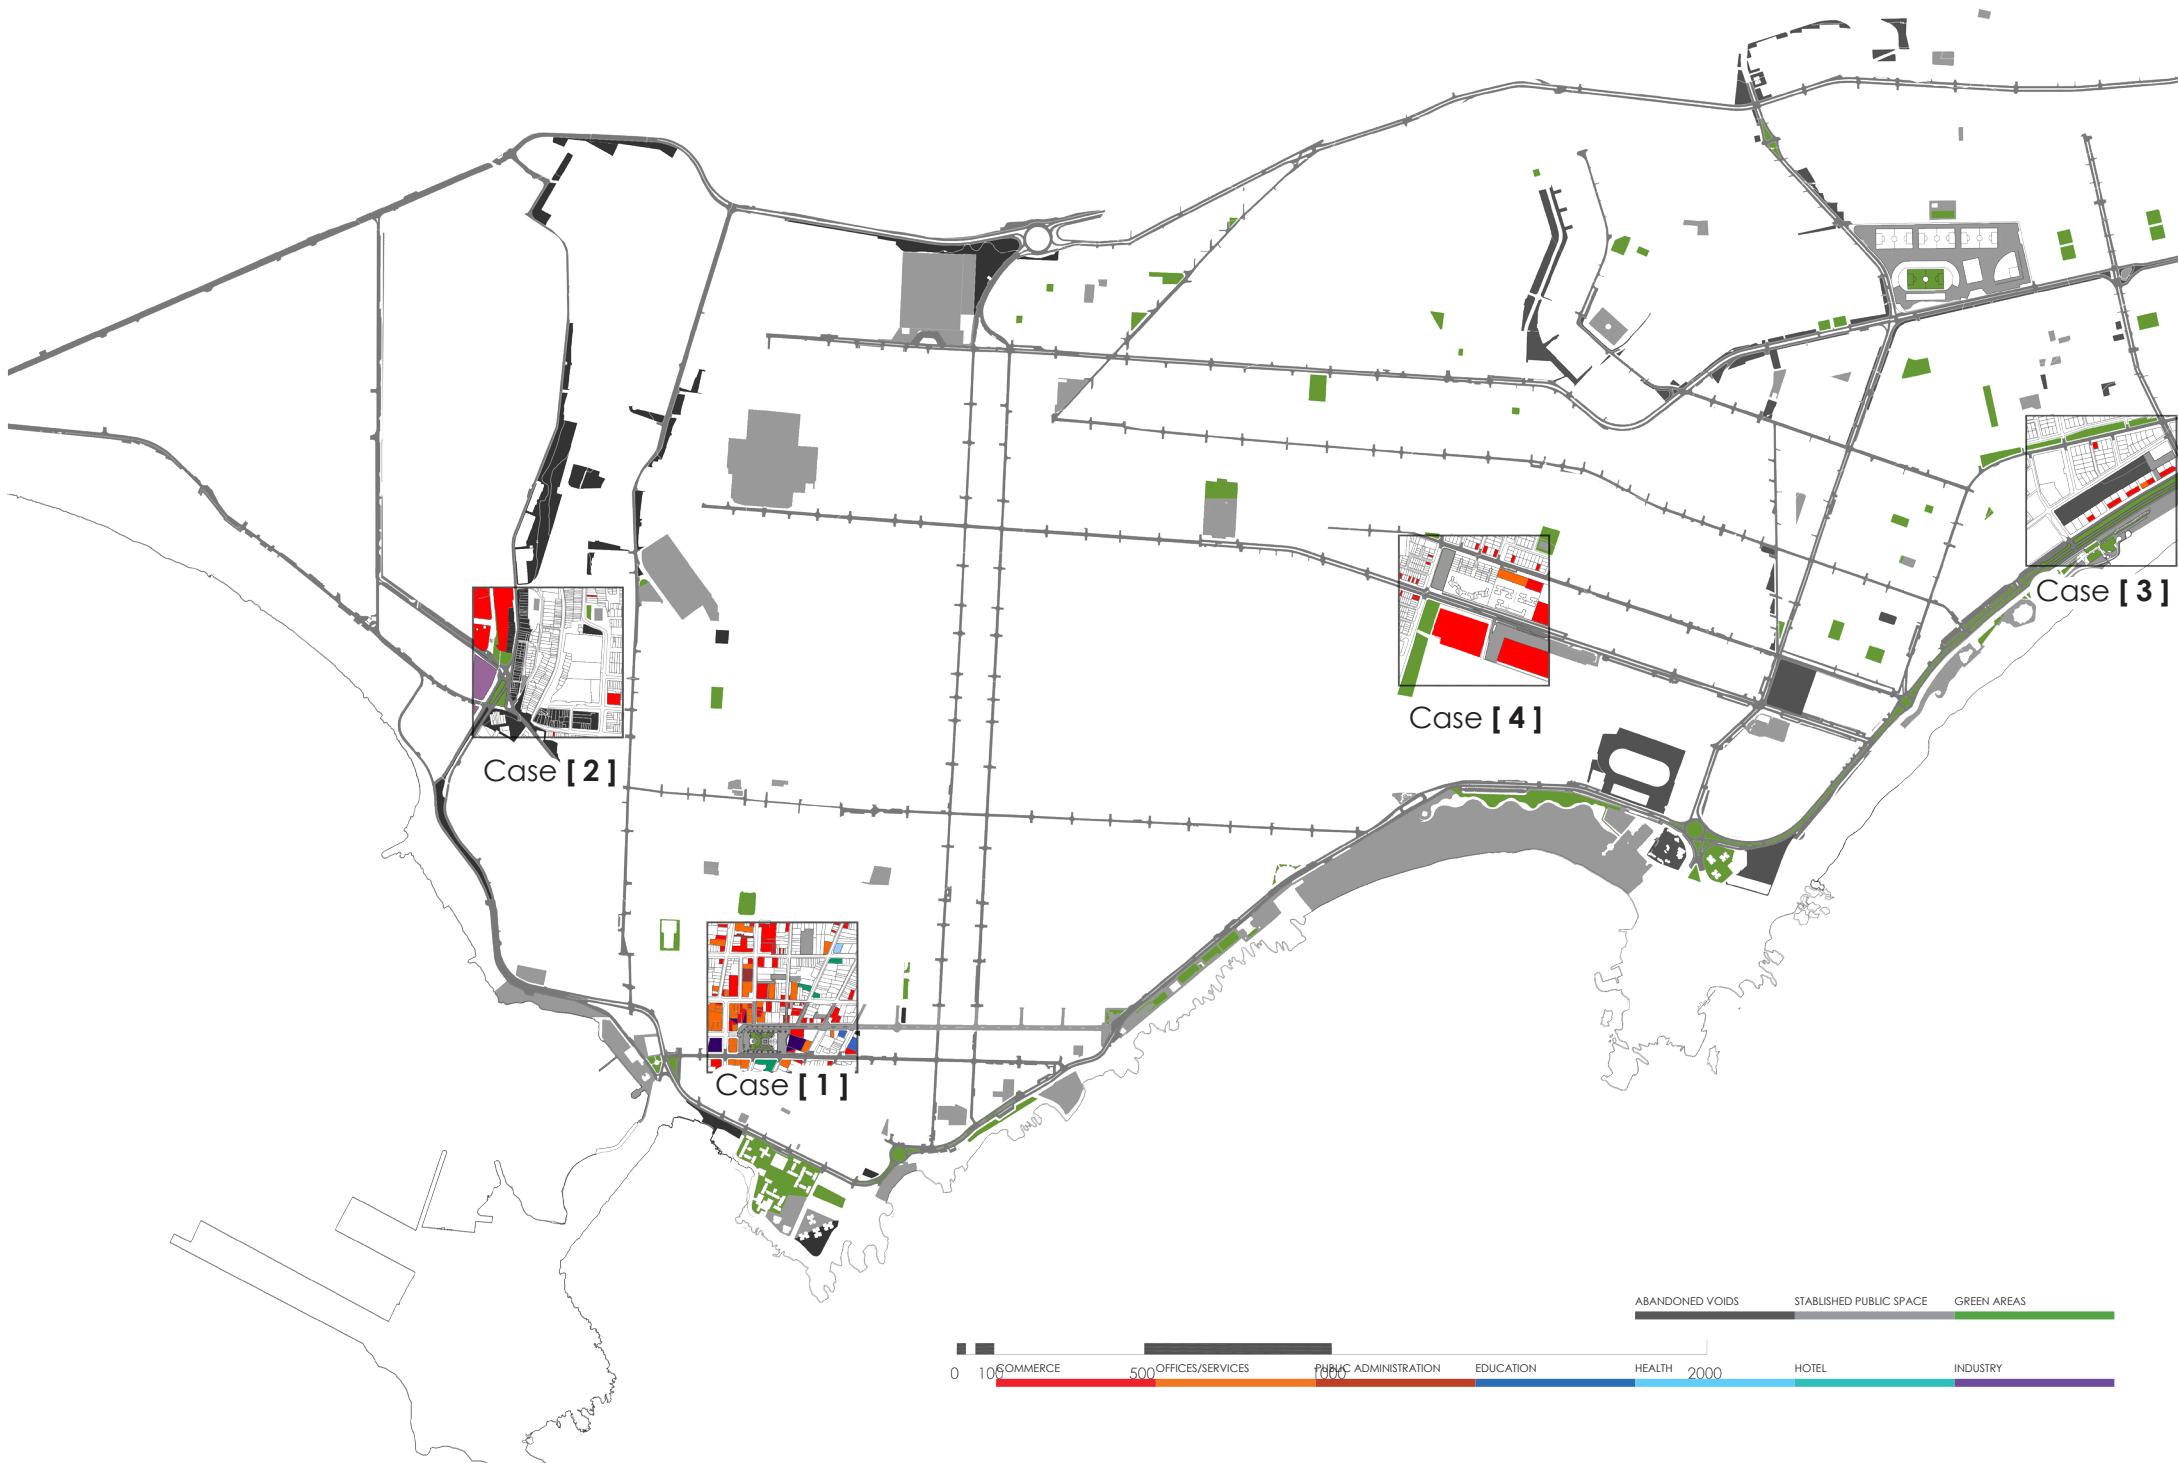 Case [ 3 ]
Case [ 4 ]
Case [ 2 ]
Case [ 1 ]
ABANDONED VOIDS STABLISHED PUBLIC SPACE GREEN AREAS
COMMERCE OFFICES/SERVICES PUBLIC ADMINISTRATION EDUCATION HEALTH HOTEL INDUSTRY
0 100 500 1000 2000